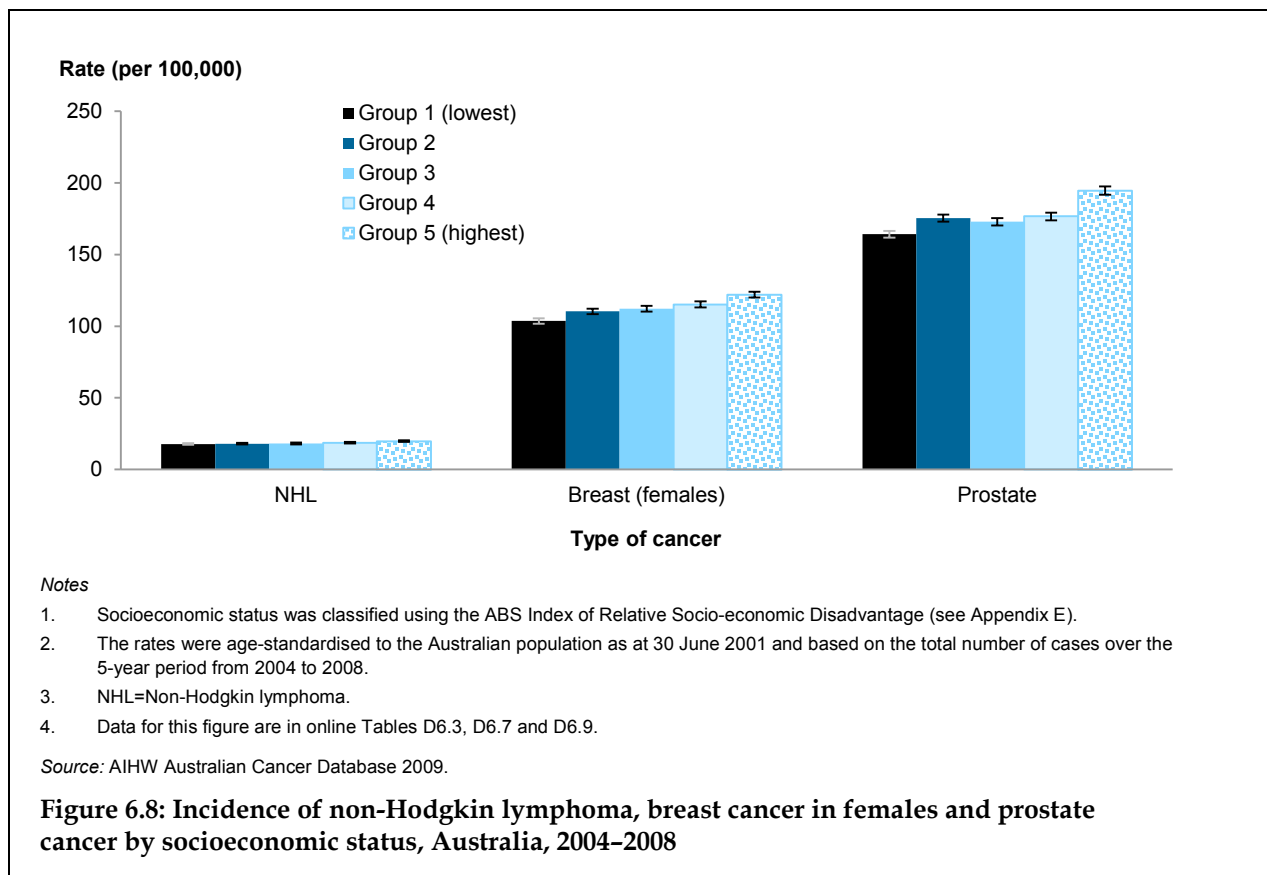 Rate (per 100,000)
250
200
150
100
50
0
Group 1 (lowest)
Group 2
Group 3
Group 4
Group 5 (highest)
NHL
Breast (females)
Prostate
Type of cancer
Notes
1. Socioeconomic status was classified using the ABS Index of Relative Socio-economic Disadvantage (see Appendix E).
2. The rates were age-standardised to the Australian population as at 30 June 2001 and based on the total number of cases over the
5-year period from 2004 to 2008.
3. NHL=Non-Hodgkin lymphoma.
4. Data for this figure are in online Tables D6.3, D6.7 and D6.9.
Source: AIHW Australian Cancer Database 2009.
Figure 6.8: Incidence of non-Hodgkin lymphoma, breast cancer in females and prostate
cancer by socioeconomic status, Australia, 2004–2008